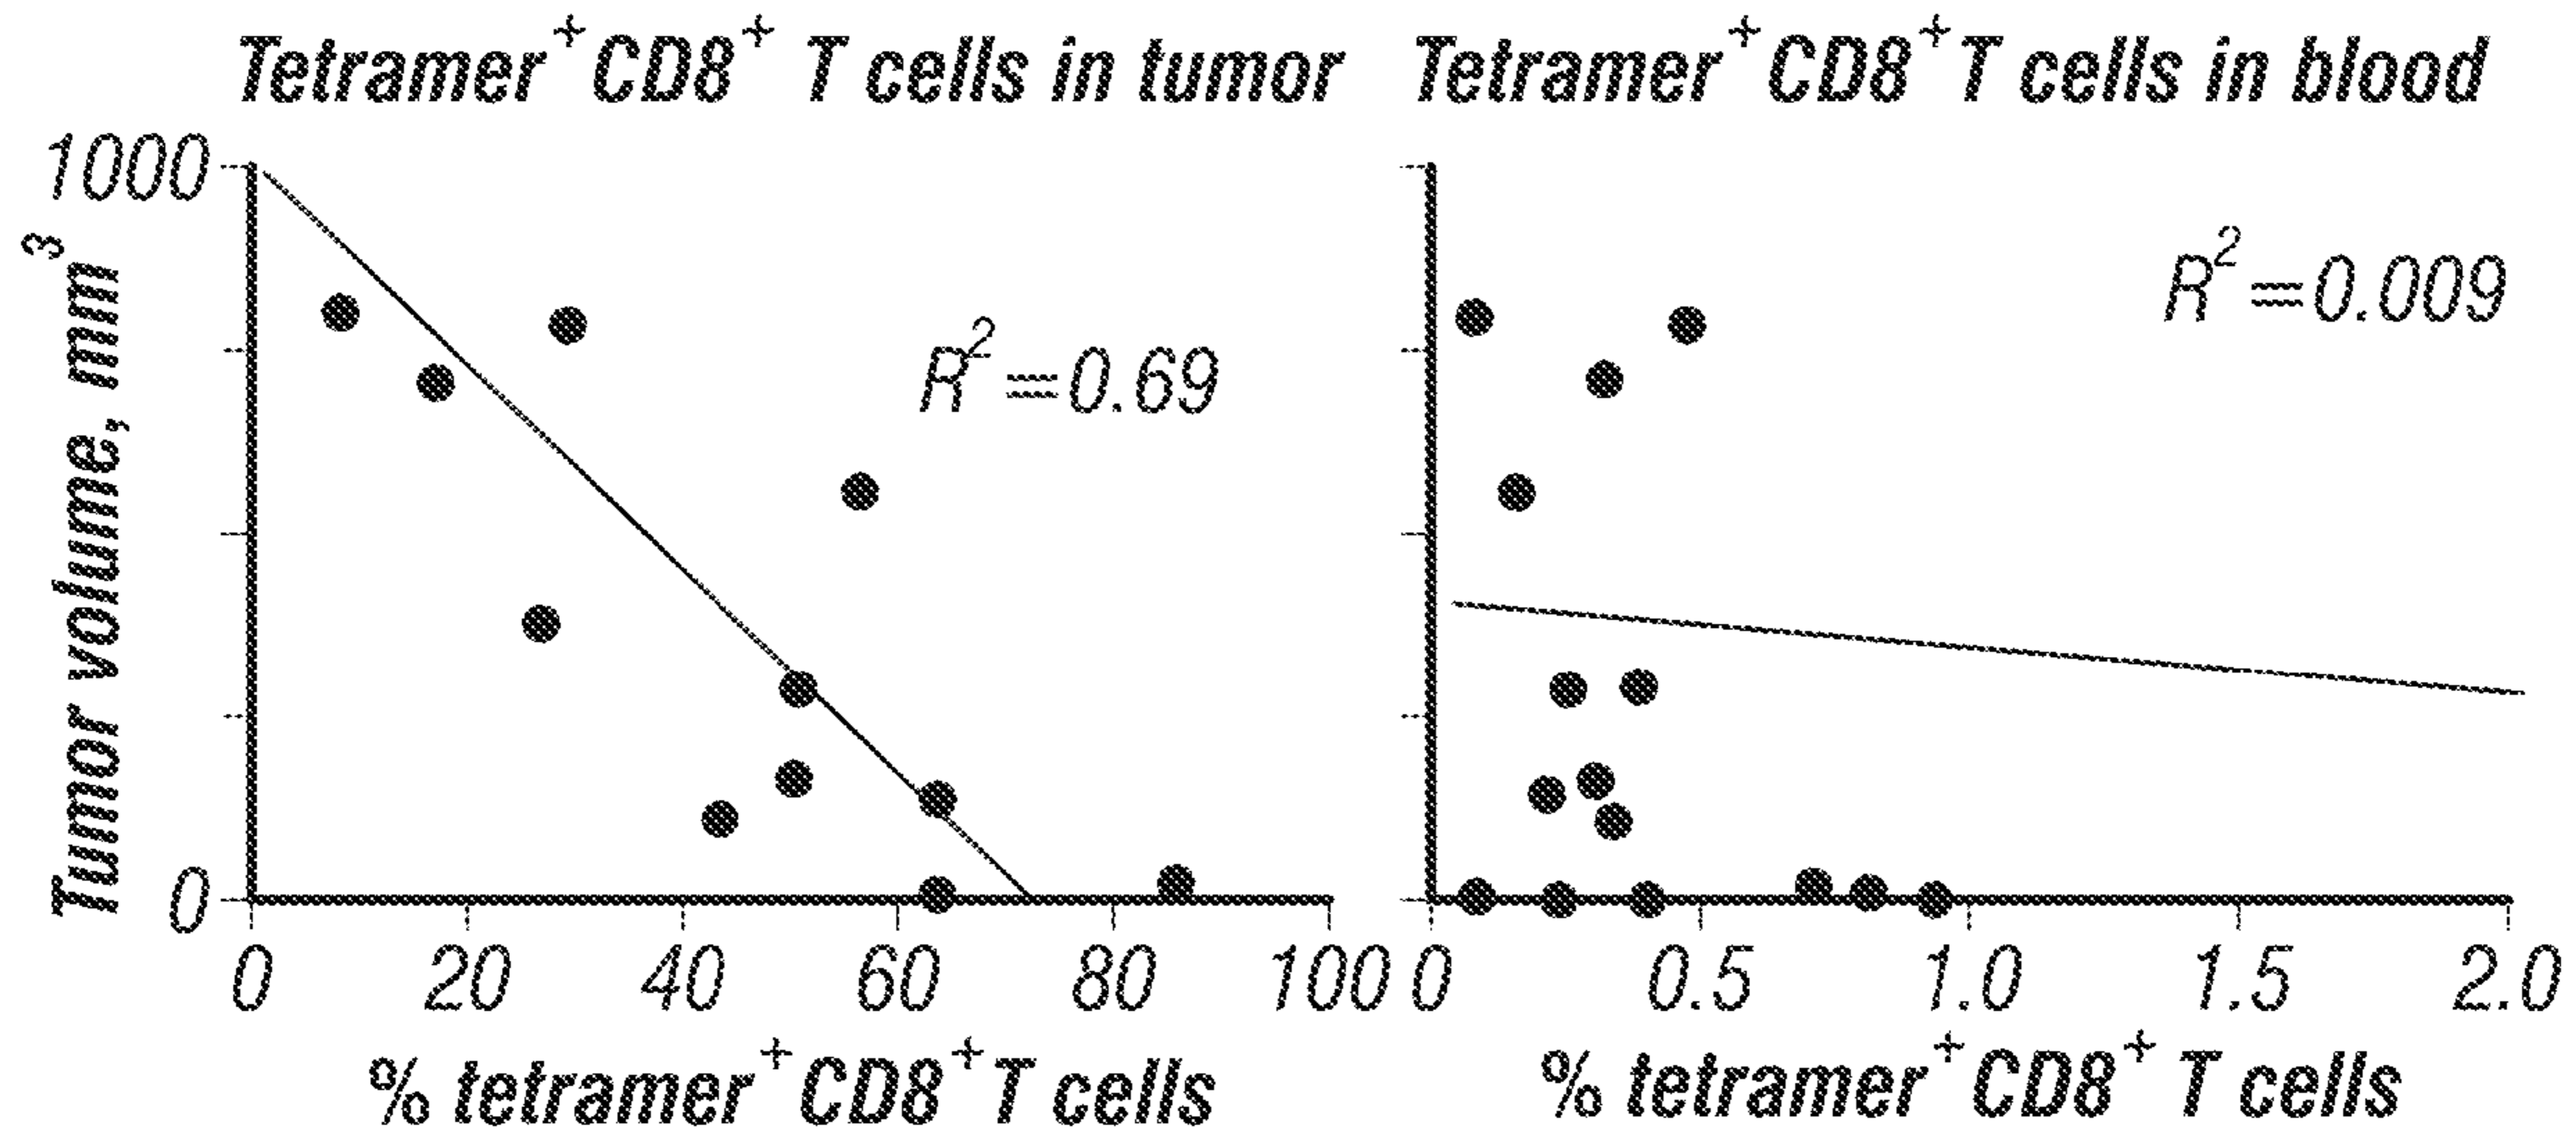 Tetramer⁺CD8⁺ T cells in tumor
Tetramer⁺CD8⁺T cells in blood
Tumor volume, mm³
1000
0
R²=0.69
0 20 40 60 80 100
% tetramer⁺CD8⁺T cells
R²=0.009
0 0.5 1.0 1.5 2.0
% tetramer⁺CD8⁺ T cells